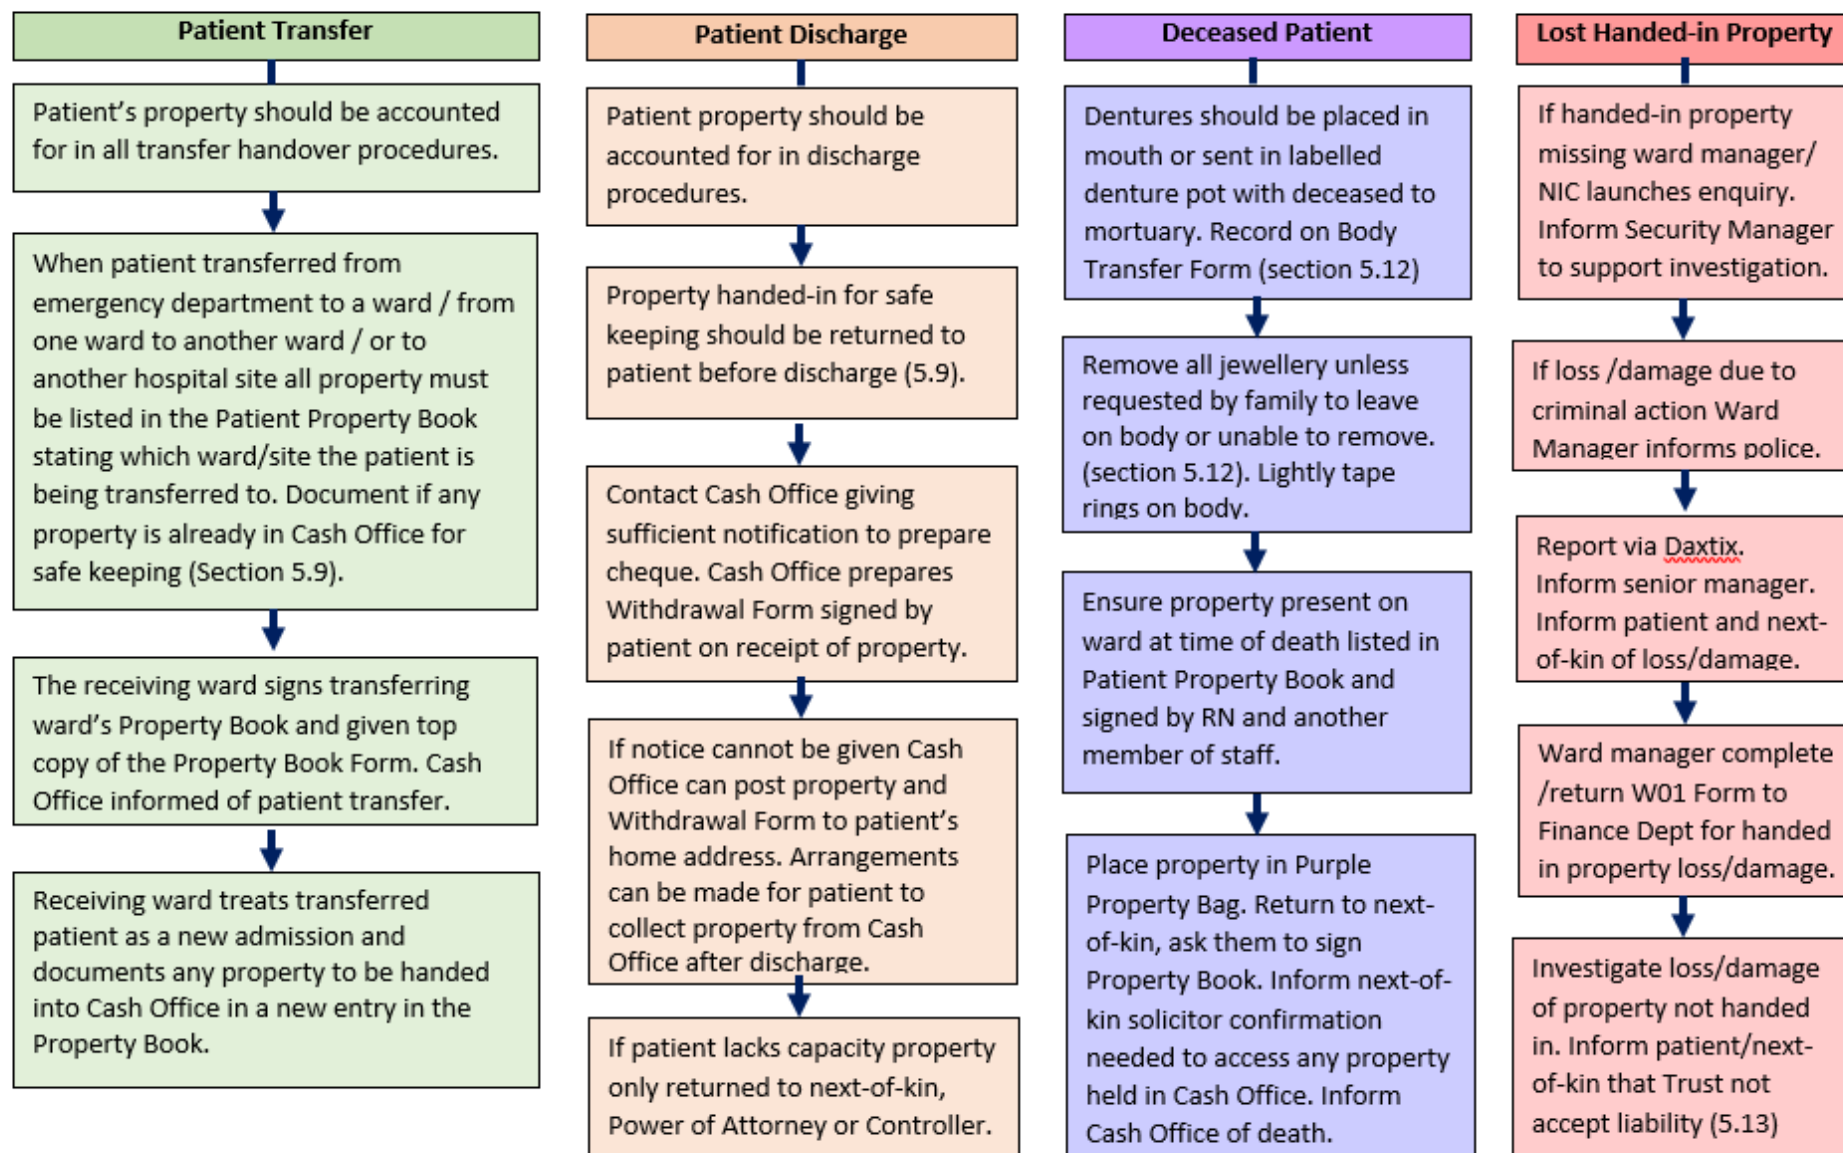 Patient Transfer
Patient's property should be accounted
for in all transfer handover procedures.
When patient transferred from
emergency department to a ward / from
one ward to another ward / or to
another hospital site all property must
be listed in the Patient Property Book
stating which ward/site the patient is
being transferred to. Document if any
property is already in Cash Office for
safe keeping (Section 5.9).
The receiving ward signs transferring
ward's Property Book and given top
copy of the Property Book Form. Cash
Office informed of patient transfer.
Receiving ward treats transferred
patient as a new admission and
documents any property to be handed
into Cash Office in a new entry in the
Property Book.
Patient Discharge
Patient property should be
accounted for in discharge
procedures.
Property handed-in for safe
keeping should be returned to
patient before discharge (5.9).
Contact Cash Office giving
sufficient notification to prepare
cheque. Cash Office prepares
Withdrawal Form signed by
patient on receipt of property.
If notice cannot be given Cash
Office can post property and
Withdrawal Form to patient's
home address. Arrangements
can be made for patient to
collect property from Cash
Office after discharge.
If patient lacks capacity property
only returned to next-of-kin,
Power of Attorney or Controller.
Deceased Patient
Dentures should be placed in
mouth or sent in labelled
denture pot with deceased to
mortuary. Record on Body
Transfer Form (section 5.12)
Remove all jewellery unless
requested by family to leave
on body or unable to remove.
(section 5.12). Lightly tape
rings on body.
Ensure property present on
ward at time of death listed in
Patient Property Book and
signed by RN and another
member of staff.
Place property in Purple
Property Bag. Return to next-
of-kin, ask them to sign
Property Book. Inform next-of-
kin solicitor confirmation
needed to access any property
held in Cash Office. Inform
Cash Office of death.
Lost Handed-in Property
If handed-in property
missing ward manager/
NIC launches enquiry.
Inform Security Manager
to support investigation.
If loss /damage due to
criminal action Ward
Manager informs police.
Report via Daxtix.
Inform senior manager.
Inform patient and next-
of-kin of loss/damage.
Ward manager complete
/return W01 Form to
Finance Dept for handed
in property loss/damage.
Investigate loss/damage
of property not handed
in. Inform patient/next-
of-kin that Trust not
accept liability (5.13)